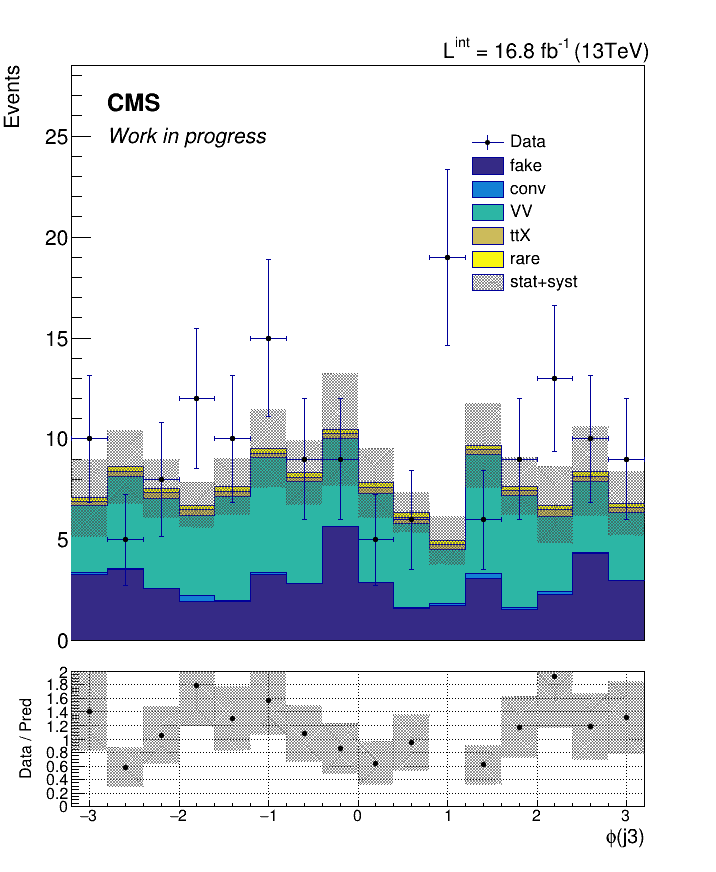 L^int = 16.8 fb^-1 (13TeV)
Events
CMS
Work in progress
Data
fake
conv
VV
ttX
rare
stat+syst
25
20
15
10
5
0
Data / Pred
2
1.8
1.6
1.4
1.2
1
0.8
0.6
0.4
0.2
0
−3 −2 −1 0 1 2 3
ϕ(j3)